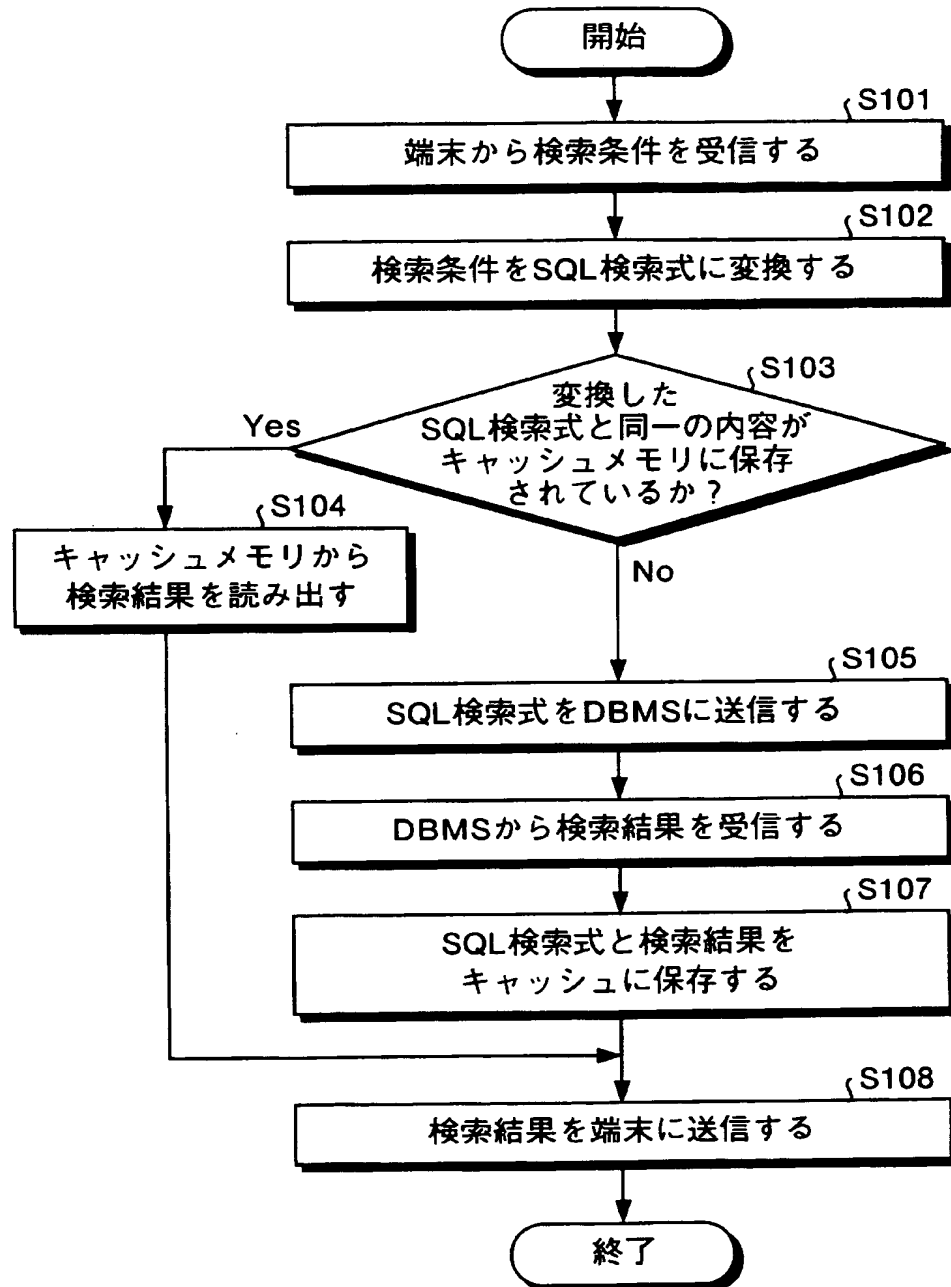 開始
S101
端末から検索条件を受信する
S102
検索条件をSQL検索式に変換する
S103
変換した
SQL検索式と同一の内容が
キャッシュメモリに保存
されているか？
Yes
S104
キャッシュメモリから
検索結果を読み出す
No
S105
SQL検索式をDBMSに送信する
S106
DBMSから検索結果を受信する
S107
SQL検索式と検索結果を
キャッシュに保存する
S108
検索結果を端末に送信する
終了